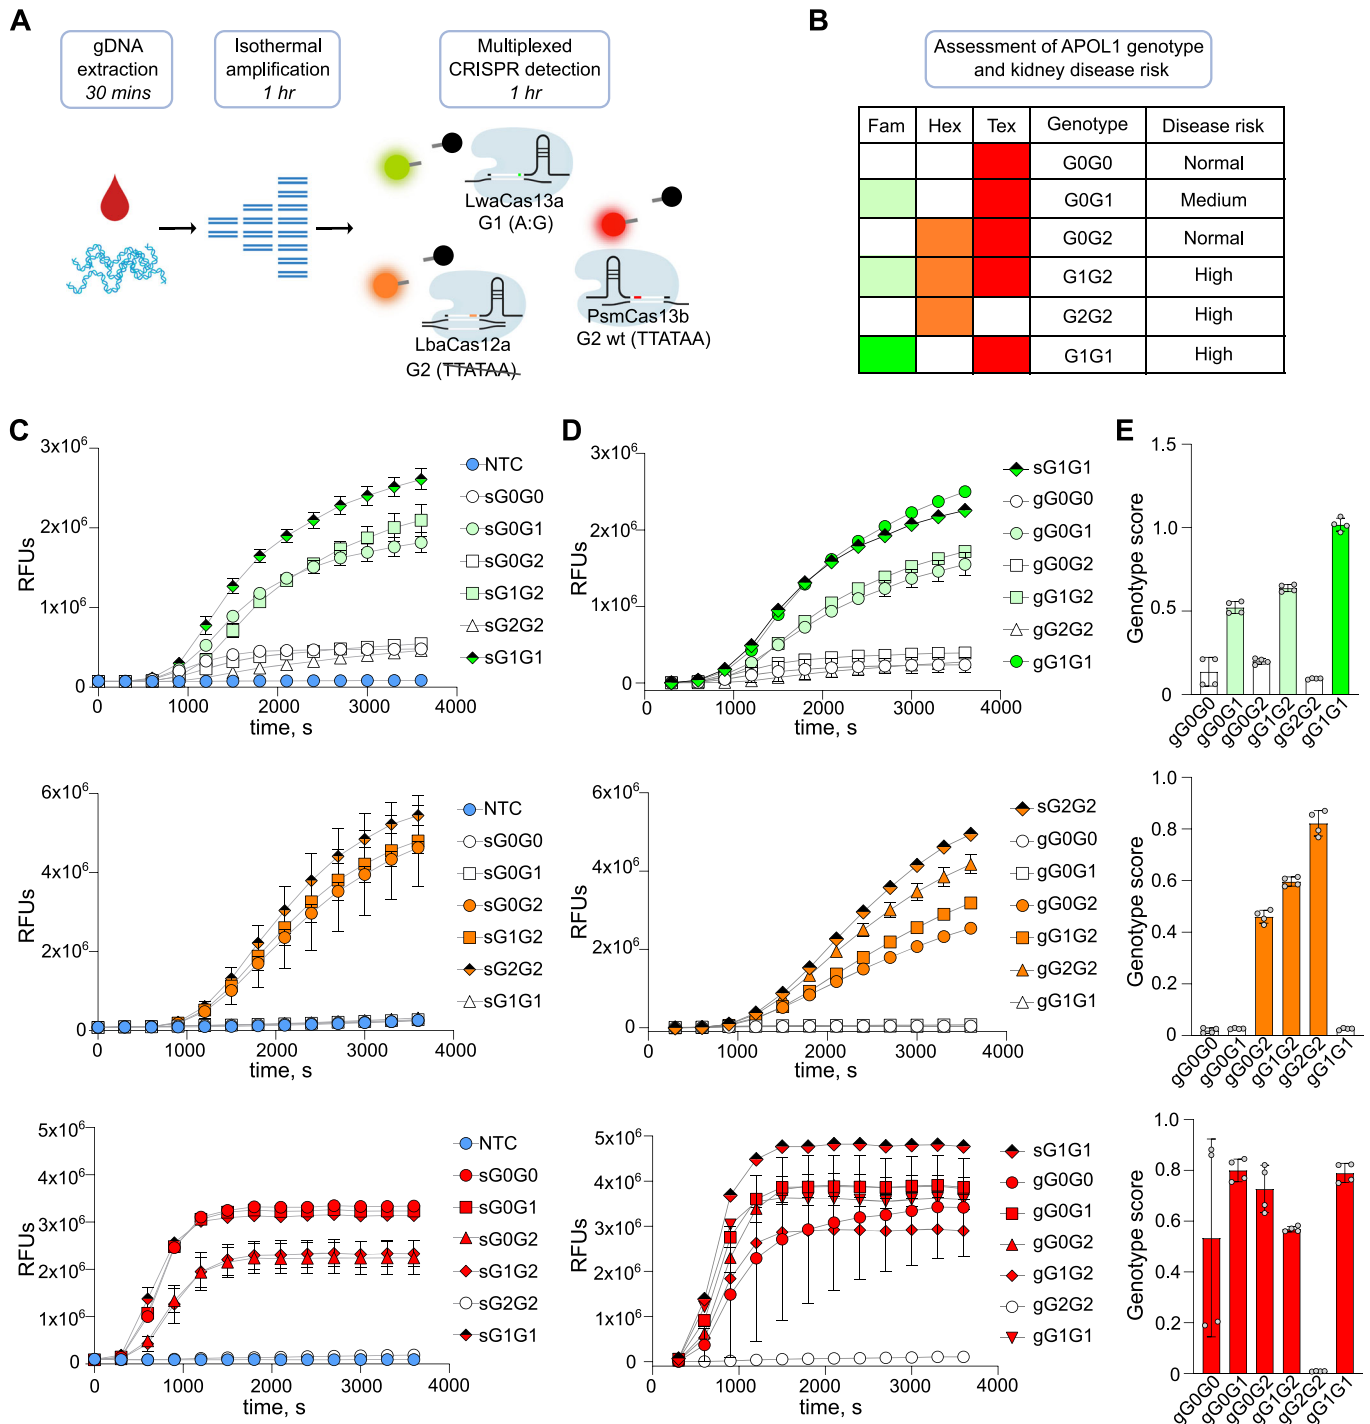 A
gDNA
extraction
30 mins
Isothermal
amplification
1 hr
Multiplexed
CRISPR detection
1 hr
LwaCas13a
G1 (A:G)
LbaCas12a
G2 (TTATAA)
PsmCas13b
G2 wt (TTATAA)
B
Assessment of APOL1 genotype
and kidney disease risk
Fam Hex Tex Genotype Disease risk
G0G0 Normal
G0G1 Medium
G0G2 Normal
G1G2 High
G2G2 High
G1G1 High
C
3x10⁶
2x10⁶
1x10⁶
0
RFUs
0 1000 2000 3000 4000
time, s
NTC
sG0G0
sG0G1
sG0G2
sG1G2
sG2G2
sG1G1
D
3x10⁶
2x10⁶
1x10⁶
0
RFUs
0 1000 2000 3000 4000
time, s
sG1G1
gG0G0
gG0G1
gG0G2
gG1G2
gG2G2
gG1G1
E
1.5
1.0
0.5
0
Genotype score
gG0G0 gG0G1 gG0G2 gG1G2 gG2G2 gG1G1
6x10⁶
4x10⁶
2x10⁶
0
RFUs
0 1000 2000 3000 4000
time, s
NTC
sG0G0
sG0G1
sG0G2
sG1G2
sG2G2
sG1G1
6x10⁶
4x10⁶
2x10⁶
0
RFUs
0 1000 2000 3000 4000
time, s
sG2G2
gG0G0
gG0G1
gG0G2
gG1G2
gG2G2
gG1G1
1.0
0.8
0.6
0.4
0.2
0
Genotype score
gG0G0 gG0G1 gG0G2 gG1G2 gG2G2 gG1G1
5x10⁶
4x10⁶
3x10⁶
2x10⁶
1x10⁶
0
RFUs
0 1000 2000 3000 4000
time, s
NTC
sG0G0
sG0G1
sG0G2
sG1G2
sG2G2
sG1G1
5x10⁶
4x10⁶
3x10⁶
2x10⁶
1x10⁶
0
RFUs
0 1000 2000 3000 4000
time, s
sG1G1
gG0G0
gG0G1
gG0G2
gG1G2
gG2G2
gG1G1
1.0
0.8
0.6
0.4
0.2
0
Genotype score
gG0G0 gG0G1 gG0G2 gG1G2 gG2G2 gG1G1